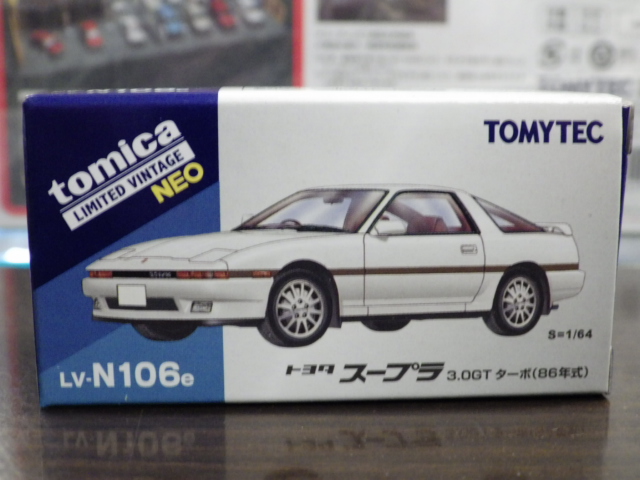 tomica
LIMITED VINTAGE
NEO
TOMYTEC
S=1/64
LV-N106e
トヨタ スープラ 3.0GT ターボ(86年式)